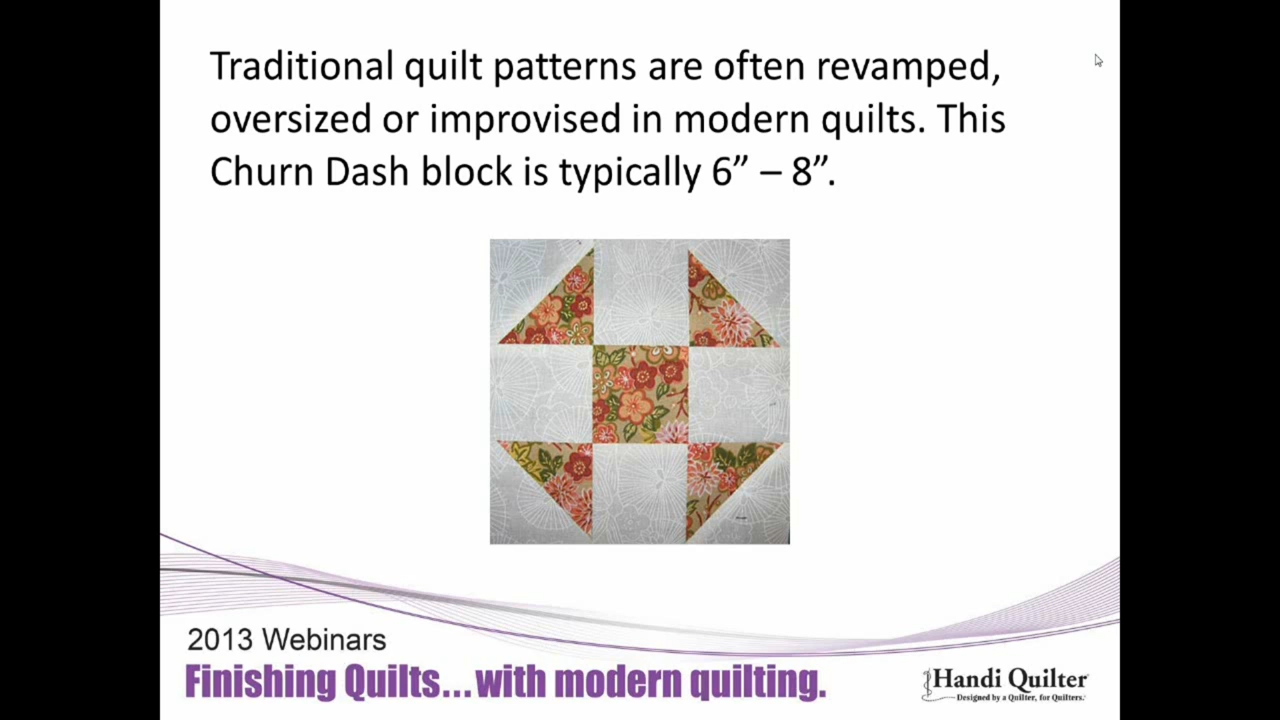 Traditional quilt patterns are often revamped,
oversized or improvised in modern quilts. This
Churn Dash block is typically 6” – 8”.
2013 Webinars
Finishing Quilts...with modern quilting.
Handi Quilter
Designed by a Quilter, for Quilters.